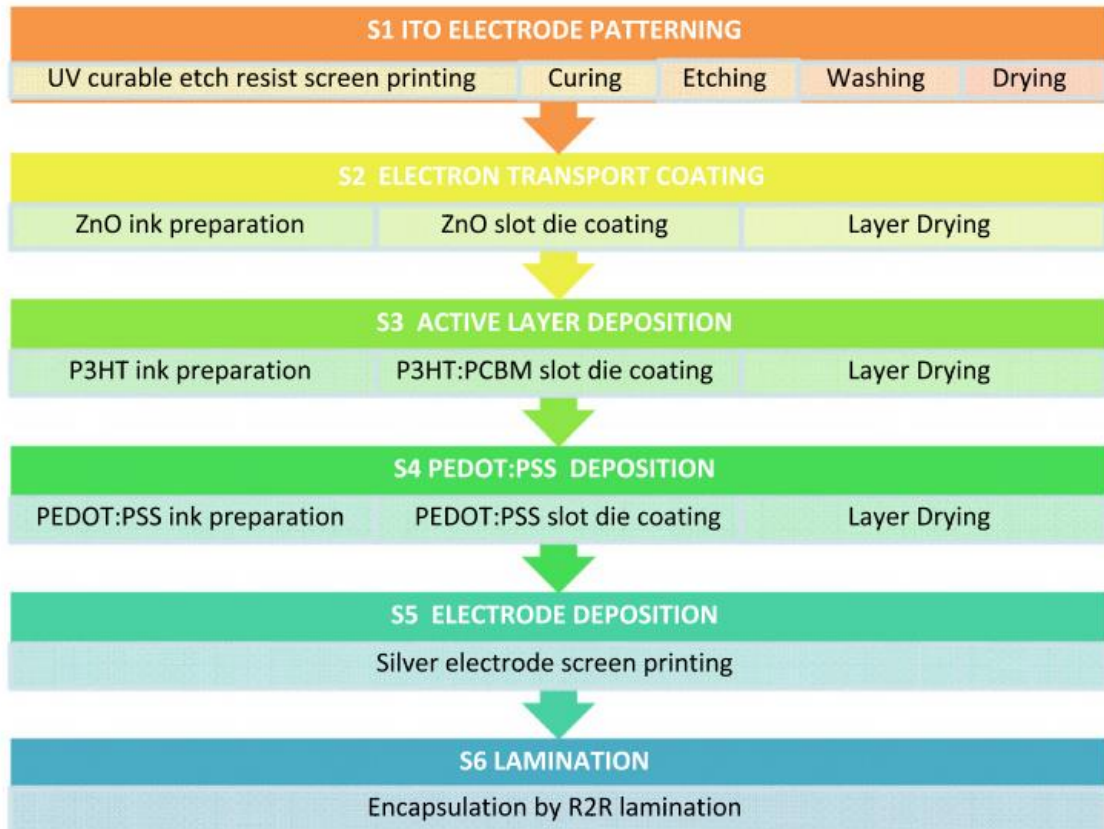 S1 ITO ELECTRODE PATTERNING
UV curable etch resist screen printing Curing Etching Washing Drying
S2 ELECTRON TRANSPORT COATING
ZnO ink preparation ZnO slot die coating Layer Drying
S3 ACTIVE LAYER DEPOSITION
P3HT ink preparation P3HT:PCBM slot die coating Layer Drying
S4 PEDOT:PSS DEPOSITION
PEDOT:PSS ink preparation PEDOT:PSS slot die coating Layer Drying
S5 ELECTRODE DEPOSITION
Silver electrode screen printing
S6 LAMINATION
Encapsulation by R2R lamination